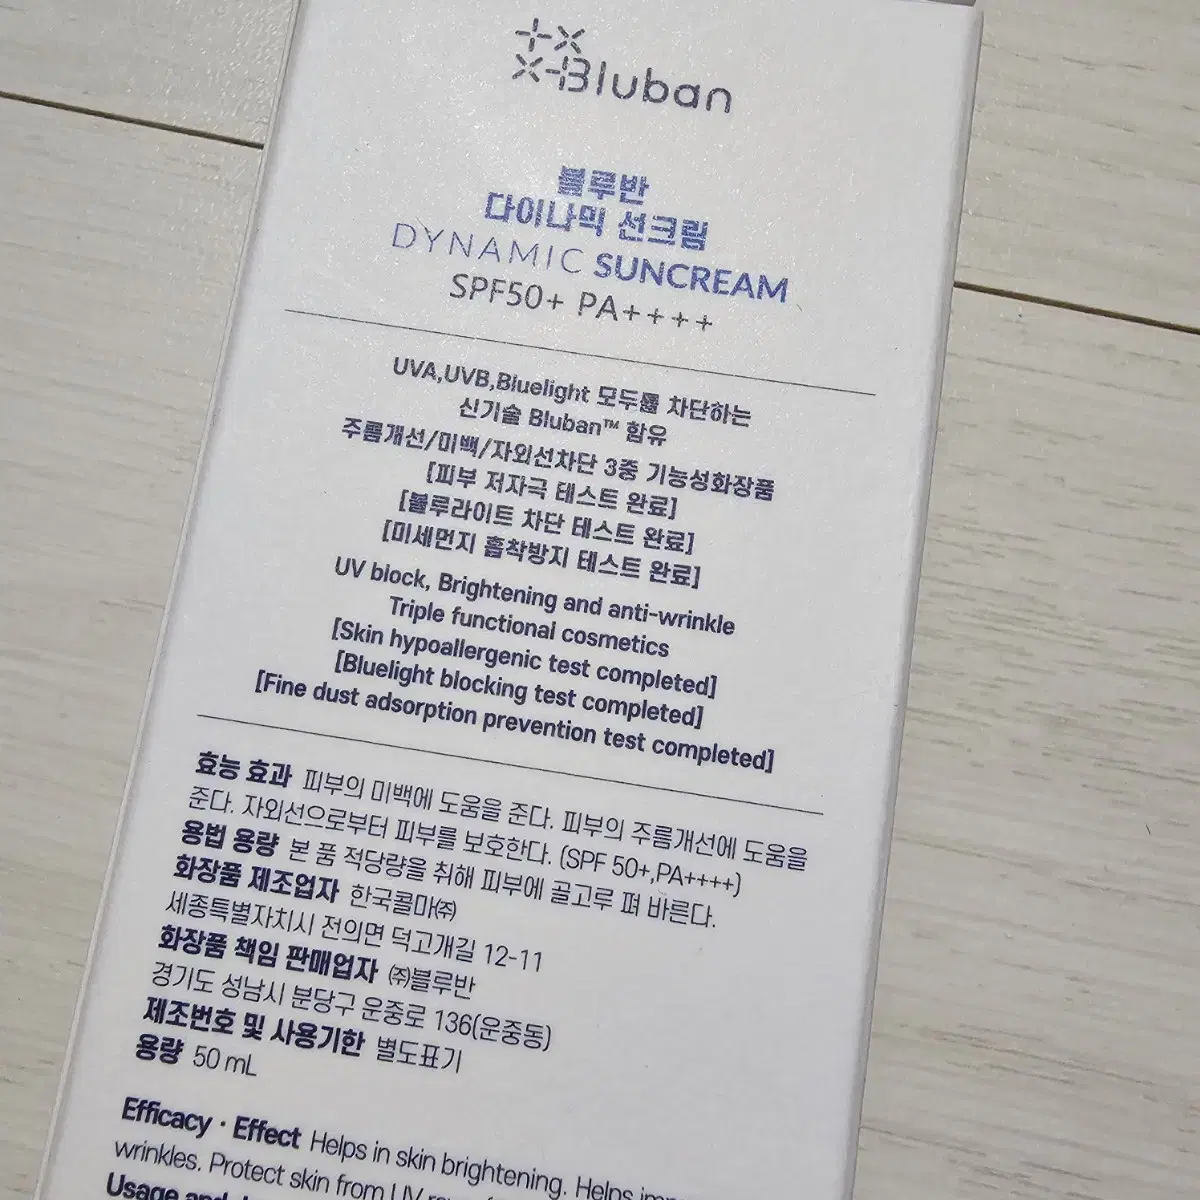 Bluban
블루반
다이나믹 선크림
DYNAMIC SUNCREAM
SPF50+ PA++++
UVA,UVB,Bluelight 모두를 차단하는
신기술 Bluban™ 함유
주름개선/미백/자외선차단 3중 기능성화장품
[피부 저자극 테스트 완료]
[블루라이트 차단 테스트 완료]
[미세먼지 흡착방지 테스트 완료]
UV block, Brightening and anti-wrinkle
Triple functional cosmetics
[Skin hypoallergenic test completed]
[Bluelight blocking test completed]
[Fine dust adsorption prevention test completed]
효능 효과 피부의 미백에 도움을 준다. 피부의 주름개선에 도움을
준다. 자외선으로부터 피부를 보호한다. (SPF 50+,PA++++)
용법 용량 본 품 적당량을 취해 피부에 골고루 펴 바른다.
화장품 제조업자 한국콜마㈜
세종특별자치시 전의면 덕고개길 12-11
화장품 책임 판매업자 ㈜블루반
경기도 성남시 분당구 운중로 136(운중동)
제조번호 및 사용기한 별도표기
용량 50 mL
Efficacy · Effect Helps in skin brightening. Helps
wrinkles. Protect skin from UV
Usage and